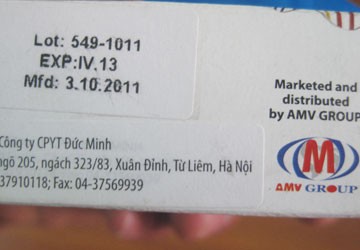 Lot: 549-1011
EXP:IV.13
Mfd: 3.10.2011
Marketed and
distributed
by AMV GROUP
Công ty CPYT Đức Minh
ngõ 205, ngách 323/83, Xuân Đỉnh, Từ Liêm, Hà Nội
37910118; Fax: 04-37569939
M
AMV GROUP